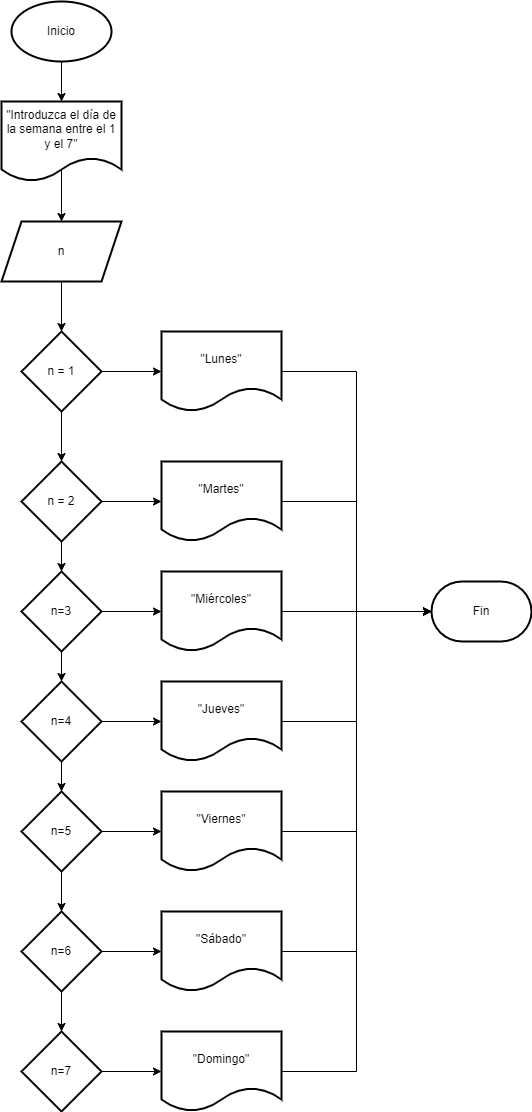 Inicio
"Introduzca el día de
la semana entre el 1
y el 7"
n
n = 1
"Lunes"
n = 2
"Martes"
n=3
"Miércoles"
Fin
n=4
"Jueves"
n=5
"Viernes"
n=6
"Sábado"
n=7
"Domingo"